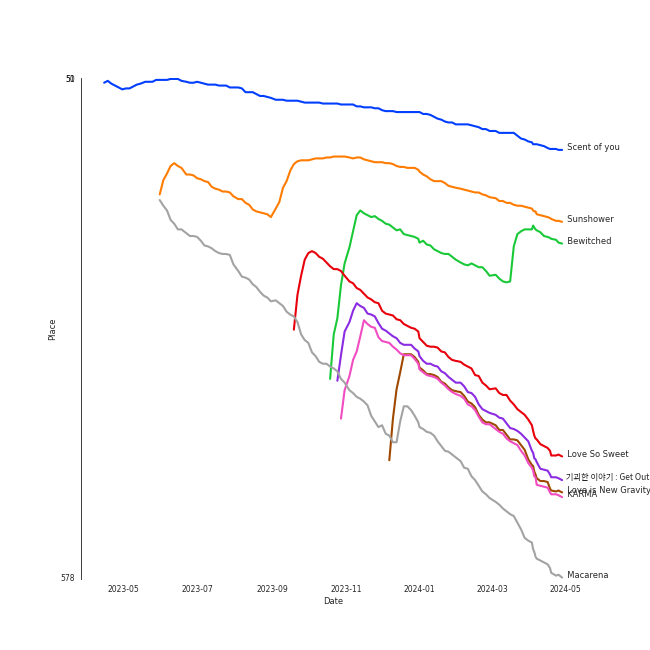 Scent of you
Sunshower
Bewitched
Place
Love So Sweet
기괴한 이야기 : Get Out
Love is New Gravity
KARMA
Macarena
578
2023-05
2023-07
2023-09
2023-11
2024-01
2024-03
2024-05
Date